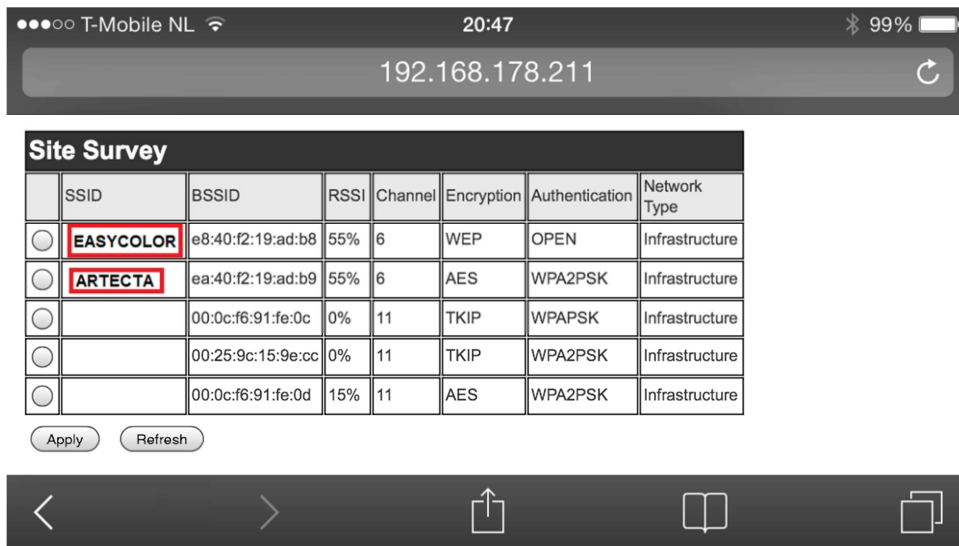 T-Mobile NL 20:47 99%
192.168.178.211
Site Survey
SSID BSSID RSSI Channel Encryption Authentication Network Type
EASYCOLOR e8:40:f2:19:ad:b8 55% 6 WEP OPEN Infrastructure
ARTECTA ea:40:f2:19:ad:b9 55% 6 AES WPA2PSK Infrastructure
00:0c:f6:91:fe:0c 0% 11 TKIP WPAPSK Infrastructure
00:25:9c:15:9e:cc 0% 11 TKIP WPA2PSK Infrastructure
00:0c:f6:91:fe:0d 15% 11 AES WPA2PSK Infrastructure
Apply Refresh